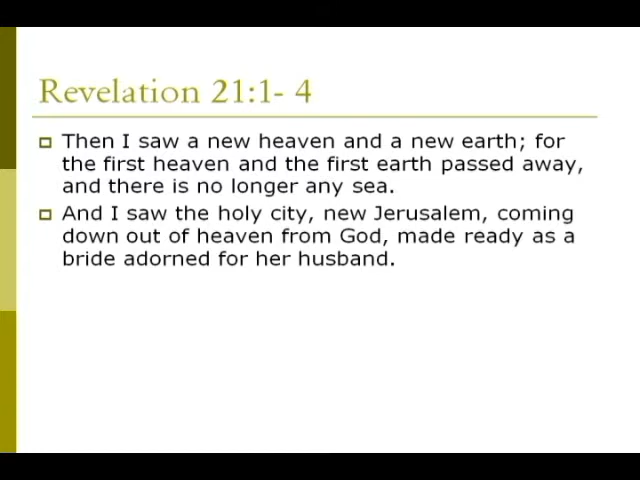 Revelation 21:1- 4
Then I saw a new heaven and a new earth; for
the first heaven and the first earth passed away,
and there is no longer any sea.
And I saw the holy city, new Jerusalem, coming
down out of heaven from God, made ready as a
bride adorned for her husband.